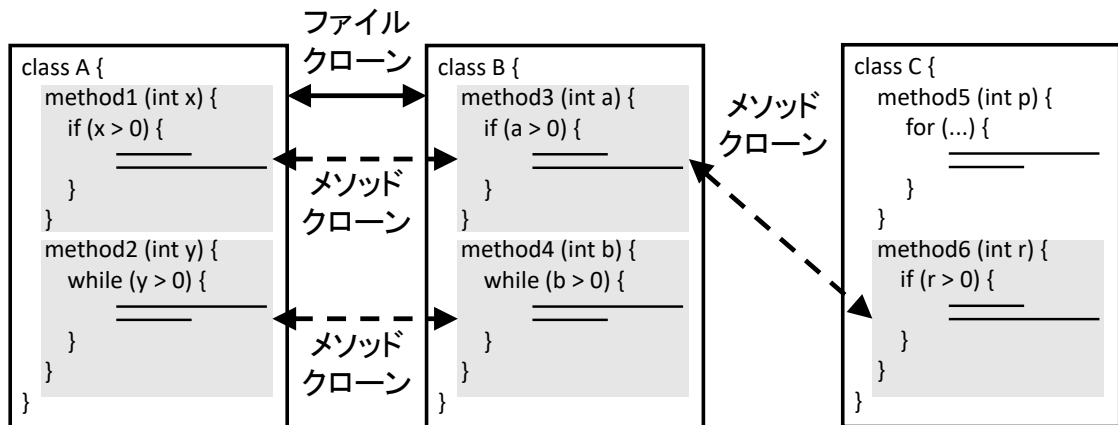 ファイル
クローン
class A {
method1 (int x) {
if (x > 0) {
}
}
method2 (int y) {
while (y > 0) {
}
}
}
メソッド
クローン
メソッド
クローン
class B {
method3 (int a) {
if (a > 0) {
}
}
method4 (int b) {
while (b > 0) {
}
}
}
メソッド
クローン
class C {
method5 (int p) {
for (...) {
}
}
method6 (int r) {
if (r > 0) {
}
}
}